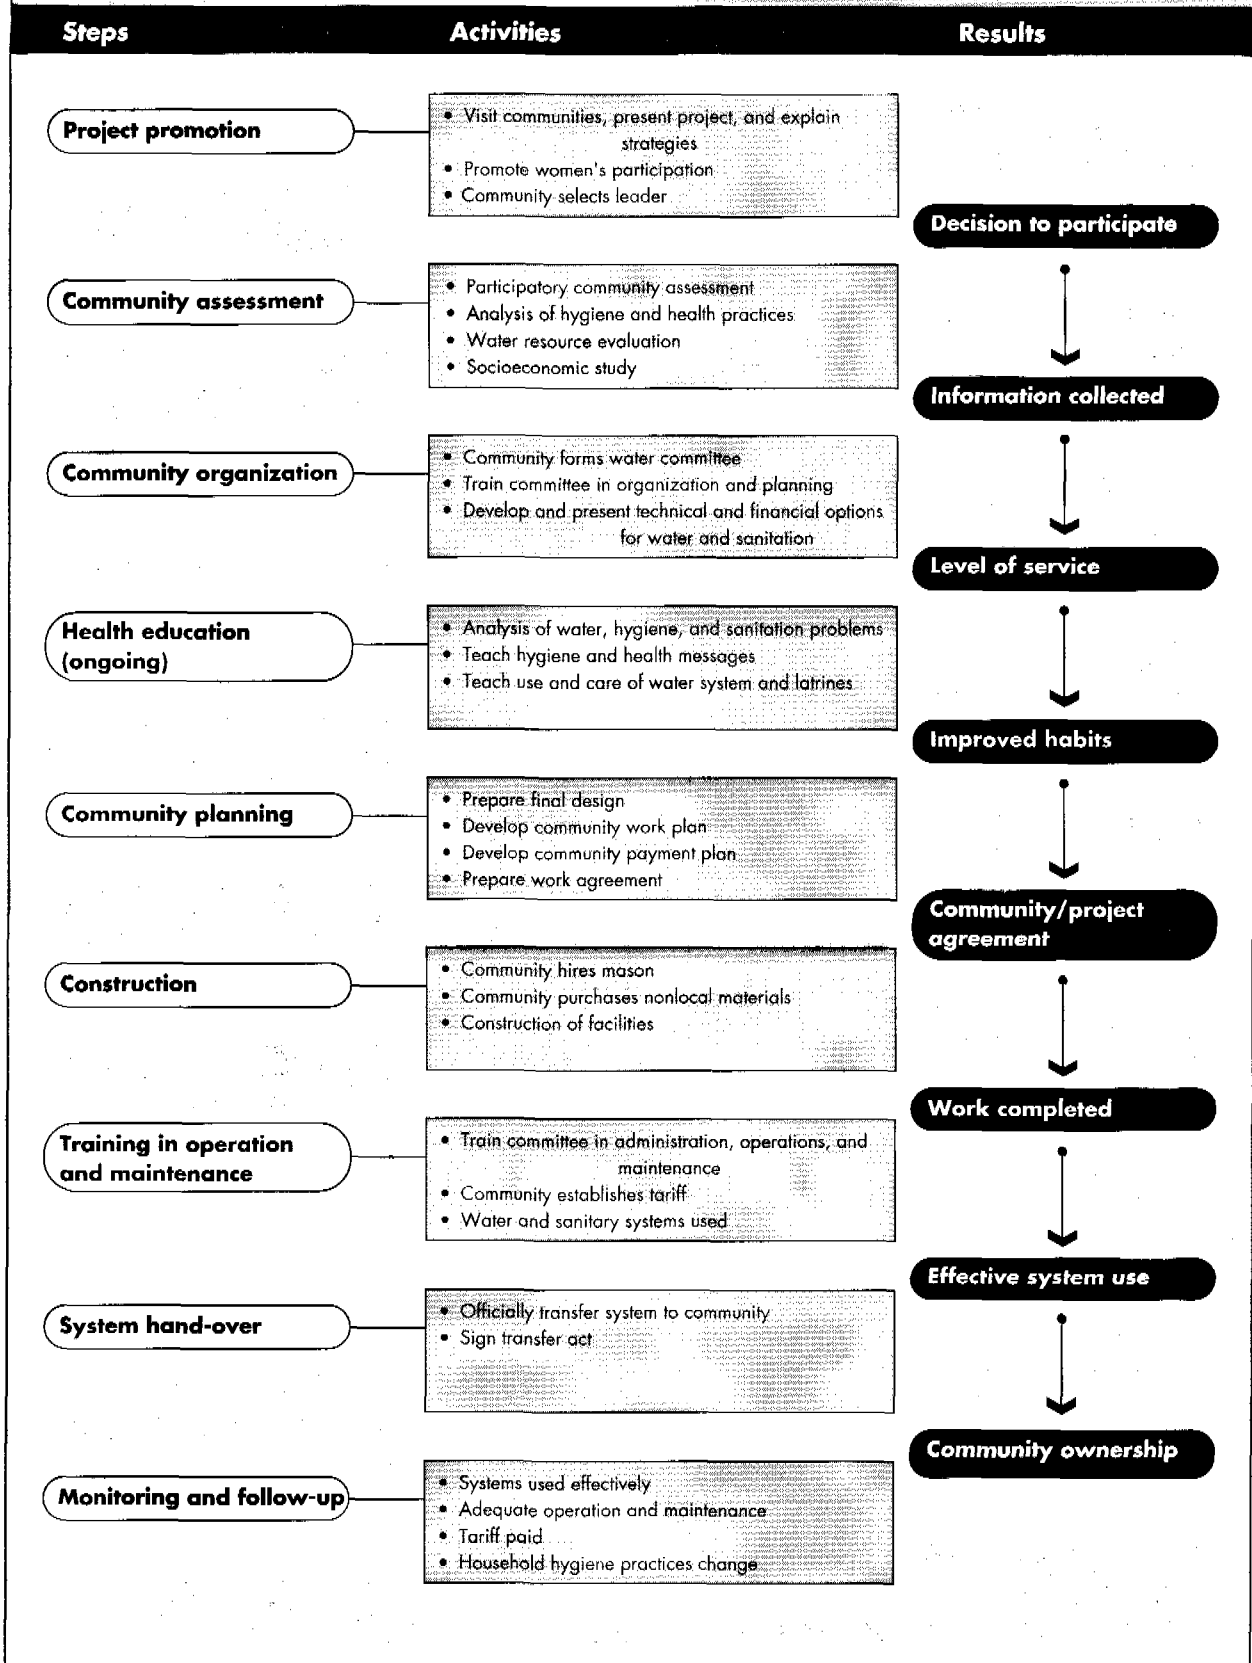 Steps Activities Results
Project promotion
• Visit communities, present project, and explain
strategies
• Promote women's participation
• Community selects leader
Decision to participate
Community assessment
• Participatory community assessment
• Analysis of hygiene and health practices
• Water resource evaluation
• Socioeconomic study
Information collected
Community organization
• Community forms water committee
• Train committee in organization and planning
• Develop and present technical and financial options
for water and sanitation
Level of service
Health education
(ongoing)
• Analysis of water, hygiene, and sanitation problems
• Teach hygiene and health messages
• Teach use and care of water system and latrines
Improved habits
Community planning
• Prepare final design
• Develop community work plan
• Develop community payment plan
• Prepare work agreement
Community/project
agreement
Construction
• Community hires mason
• Community purchases nonlocal materials
• Construction of facilities
Work completed
Training in operation
and maintenance
• Train committee in administration, operations, and
maintenance
• Community establishes tariff
• Water and sanitary systems used
Effective system use
System hand-over
• Officially transfer system to community
• Sign transfer act
Community ownership
Monitoring and follow-up
• Systems used effectively
• Adequate operation and maintenance
• Tariff paid
• Household hygiene practices change